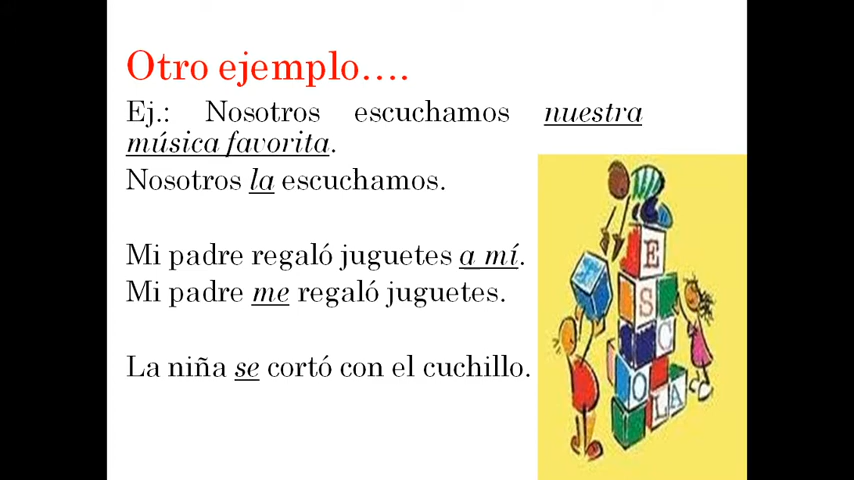 Otro ejemplo....
Ej.: Nosotros escuchamos nuestra
música favorita.
Nosotros la escuchamos.
Mi padre regaló juguetes a mí.
Mi padre me regaló juguetes.
La niña se cortó con el cuchillo.
E
S
C
O
LA